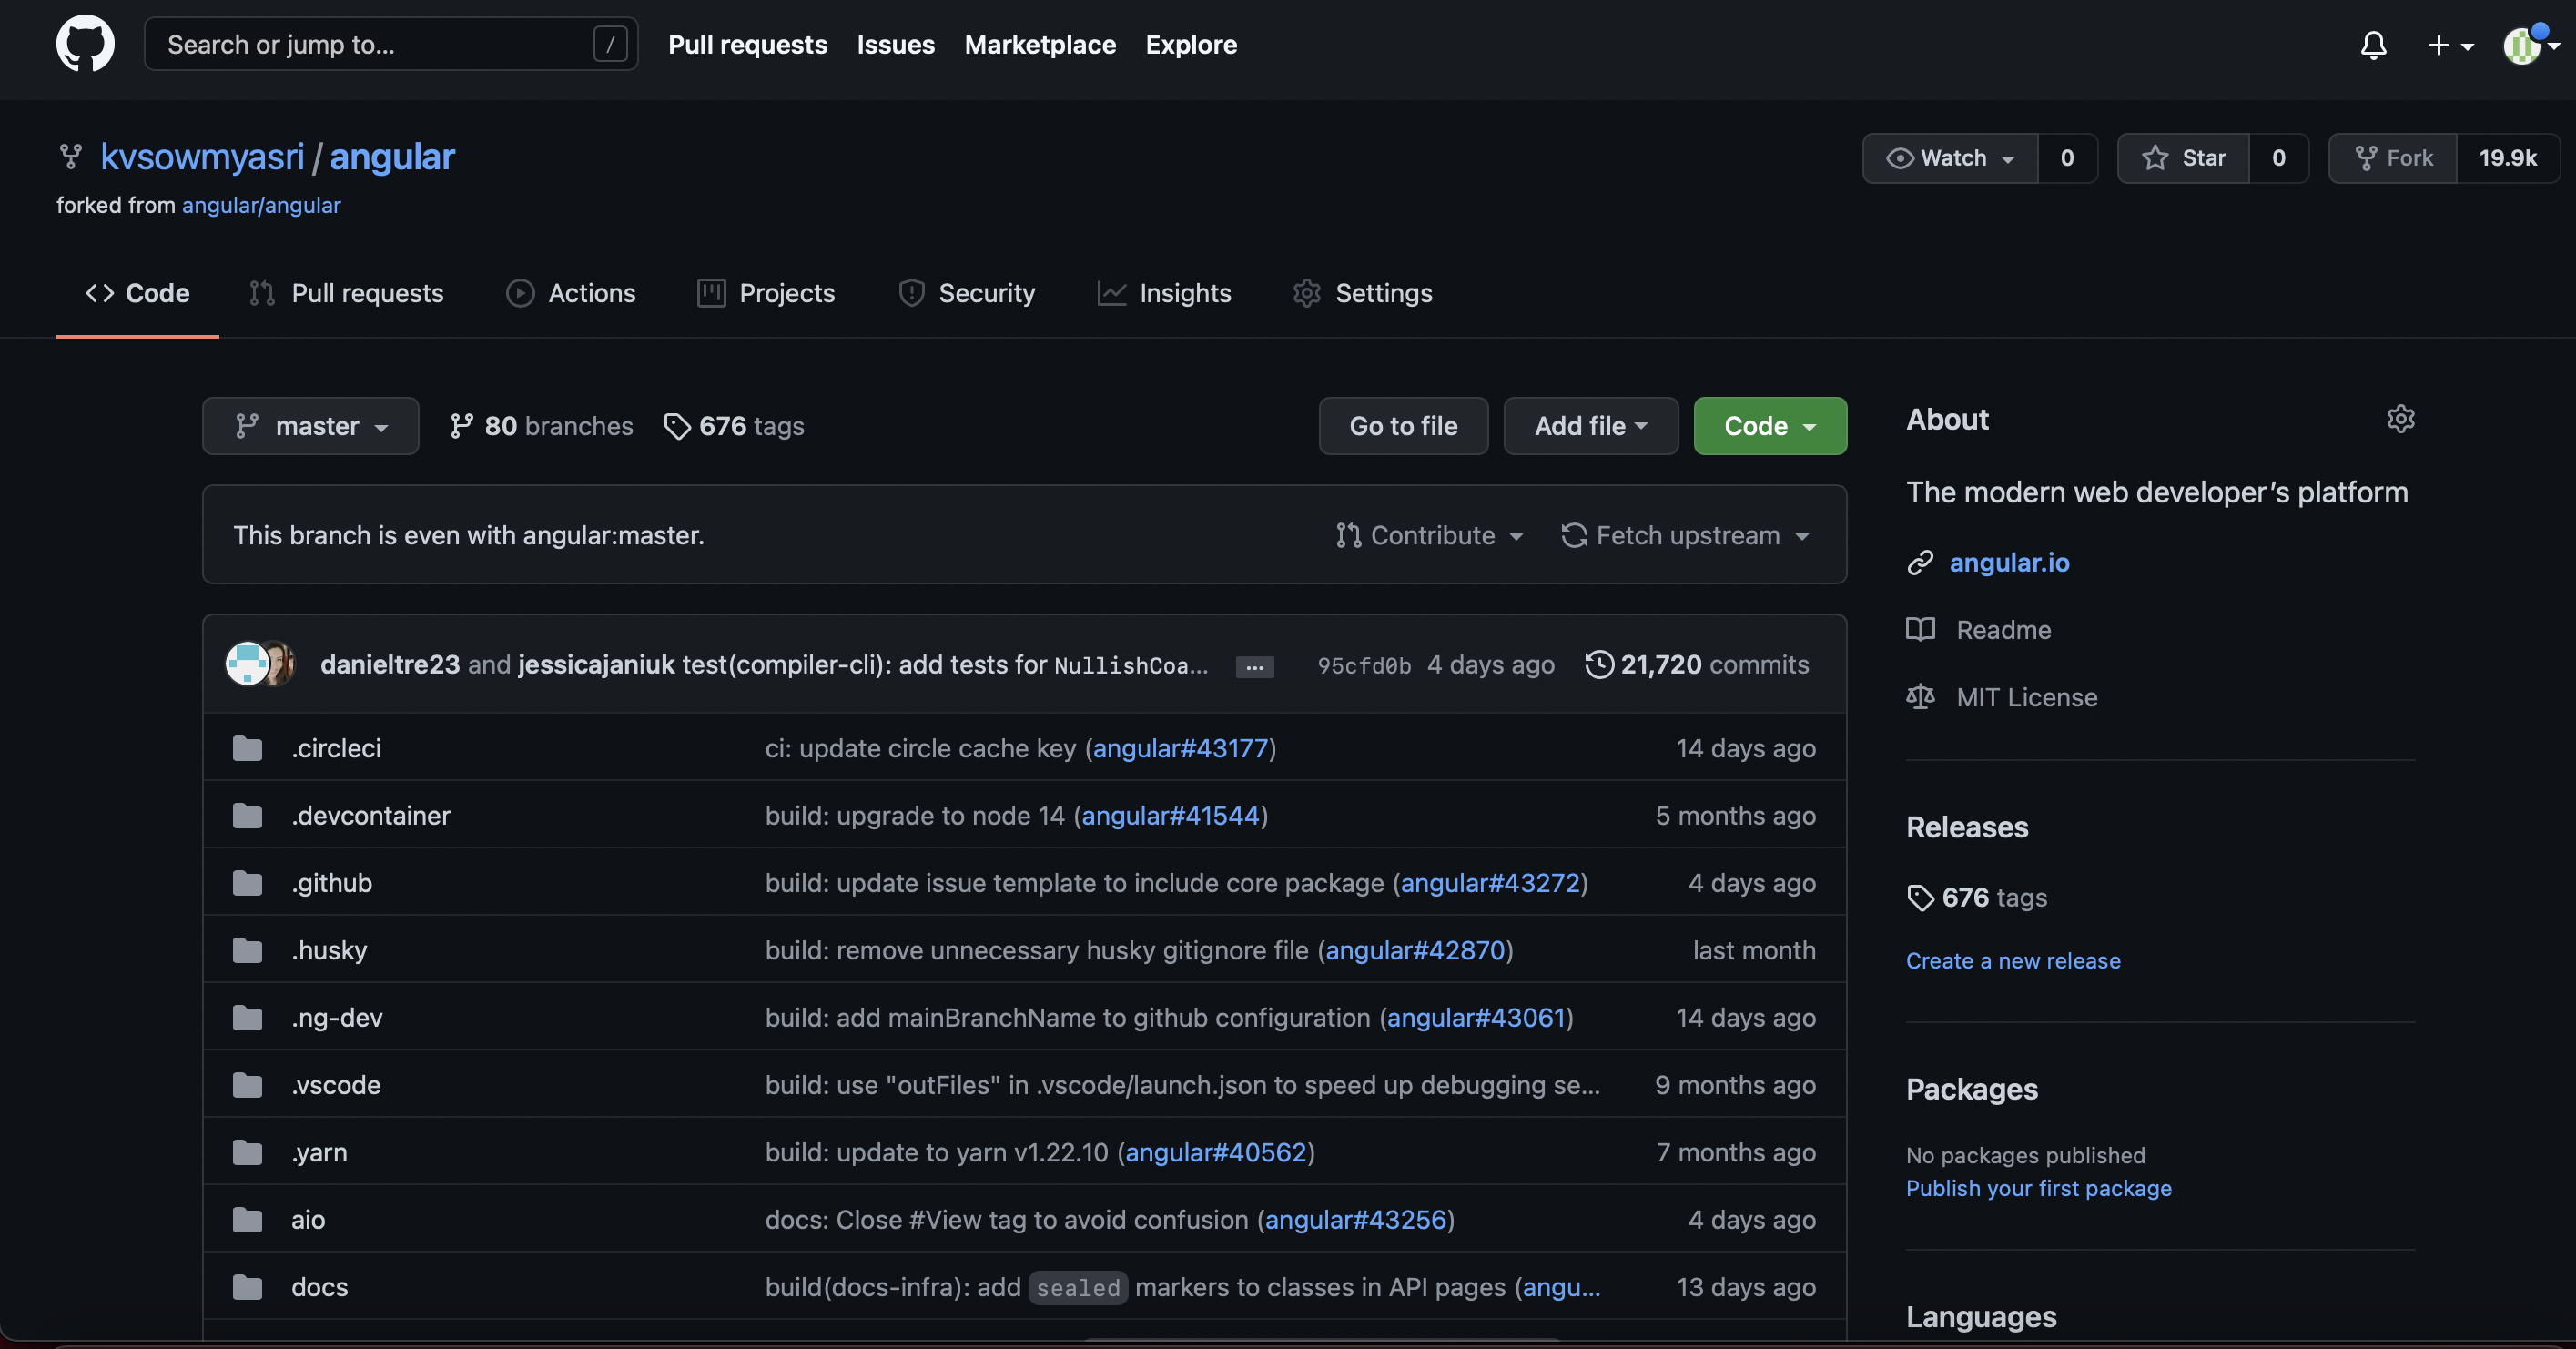 Search or jump to... /
Pull requests Issues Marketplace Explore
kvsowmyasri / angular
forked from angular/angular
Watch 0 Star 0 Fork 19.9k
Code Pull requests Actions Projects Security Insights Settings
master 80 branches 676 tags Go to file Add file Code
This branch is even with angular:master. Contribute Fetch upstream
danieltre23 and jessicajaniuk test(compiler-cli): add tests for NullishCoa... ... 95cfd0b 4 days ago 21,720 commits
.circleci ci: update circle cache key (angular#43177) 14 days ago
.devcontainer build: upgrade to node 14 (angular#41544) 5 months ago
.github build: update issue template to include core package (angular#43272) 4 days ago
.husky build: remove unnecessary husky gitignore file (angular#42870) last month
.ng-dev build: add mainBranchName to github configuration (angular#43061) 14 days ago
.vscode build: use "outFiles" in .vscode/launch.json to speed up debugging se... 9 months ago
.yarn build: update to yarn v1.22.10 (angular#40562) 7 months ago
aio docs: Close #View tag to avoid confusion (angular#43256) 4 days ago
docs build(docs-infra): add sealed markers to classes in API pages (angu... 13 days ago
About
The modern web developer’s platform
angular.io
Readme
MIT License
Releases
676 tags
Create a new release
Packages
No packages published
Publish your first package
Languages